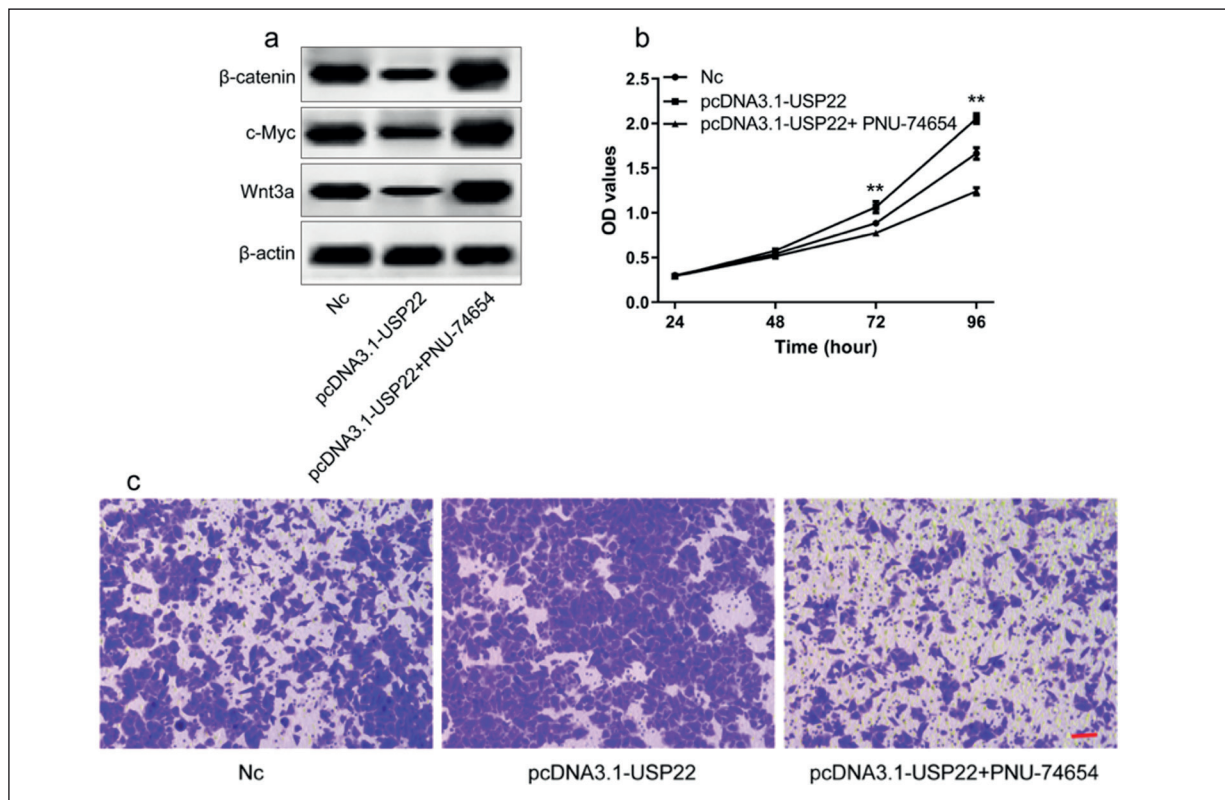 a
β-catenin
c-Myc
Wnt3a
β-actin
Nc
pcDNA3.1-USP22
pcDNA3.1-USP22+PNU-74654
b
Nc
pcDNA3.1-USP22
pcDNA3.1-USP22+ PNU-74654
**
**
OD values
2.5
2.0
1.5
1.0
0.5
0.0
24 48 72 96
Time (hour)
c
Nc pcDNA3.1-USP22 pcDNA3.1-USP22+PNU-74654